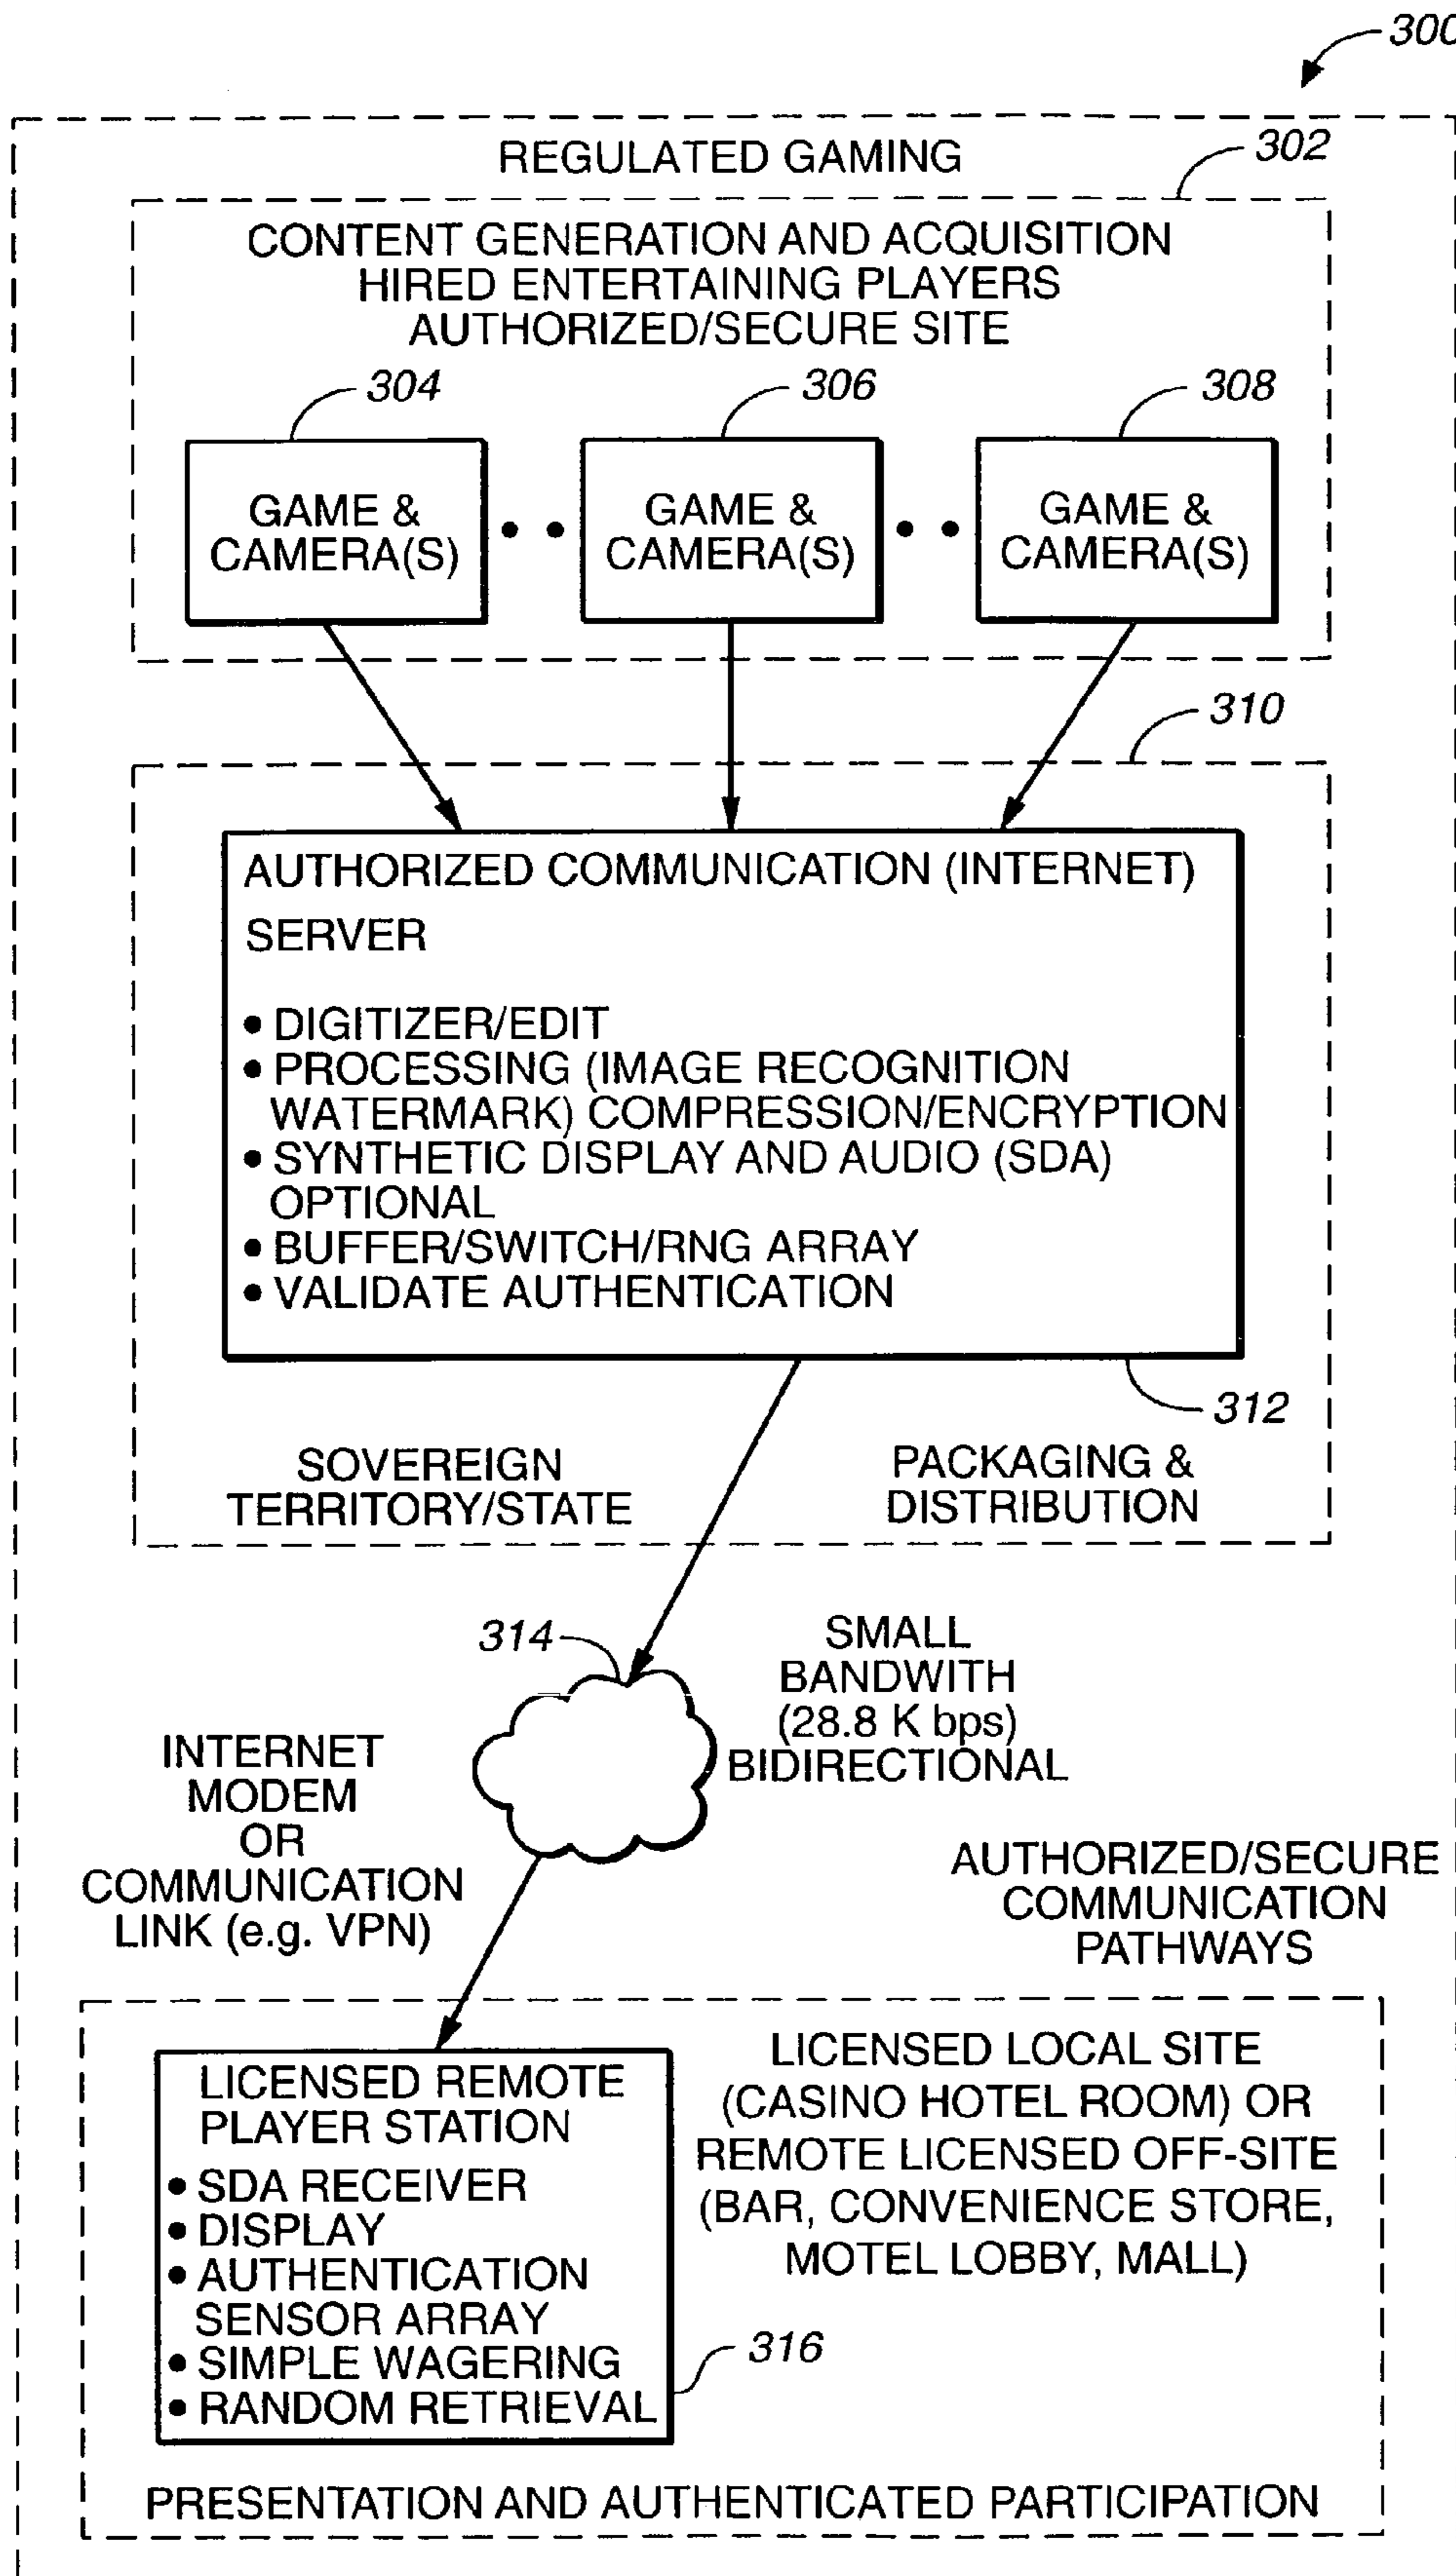 300
REGULATED GAMING
302
CONTENT GENERATION AND ACQUISITION
HIRED ENTERTAINING PLAYERS
AUTHORIZED/SECURE SITE
304
306
308
GAME &
CAMERA(S)
GAME &
CAMERA(S)
GAME &
CAMERA(S)
310
AUTHORIZED COMMUNICATION (INTERNET)
SERVER
• DIGITIZER/EDIT
• PROCESSING (IMAGE RECOGNITION
WATERMARK) COMPRESSION/ENCRYPTION
• SYNTHETIC DISPLAY AND AUDIO (SDA)
OPTIONAL
• BUFFER/SWITCH/RNG ARRAY
• VALIDATE AUTHENTICATION
312
SOVEREIGN
TERRITORY/STATE
PACKAGING &
DISTRIBUTION
314
SMALL
BANDWITH
(28.8 K bps)
BIDIRECTIONAL
INTERNET
MODEM
OR
COMMUNICATION
LINK (e.g. VPN)
AUTHORIZED/SECURE
COMMUNICATION
PATHWAYS
LICENSED REMOTE
PLAYER STATION
• SDA RECEIVER
• DISPLAY
• AUTHENTICATION
SENSOR ARRAY
• SIMPLE WAGERING
• RANDOM RETRIEVAL
316
LICENSED LOCAL SITE
(CASINO HOTEL ROOM) OR
REMOTE LICENSED OFF-SITE
(BAR, CONVENIENCE STORE,
MOTEL LOBBY, MALL)
PRESENTATION AND AUTHENTICATED PARTICIPATION